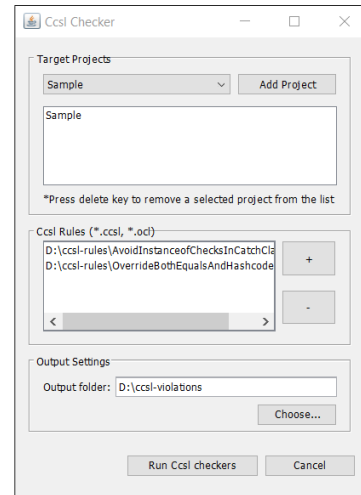 Ccsl Checker
Target Projects
Sample
Add Project
Sample
*Press delete key to remove a selected project from the list
Ccsl Rules (*.ccsl, *.ocl)
D:\ccsl-rules\AvoidInstanceofChecksInCatchCla
D:\ccsl-rules\OverrideBothEqualsAndHashcode
+
-
Output Settings
Output folder: D:\ccsl-violations
Choose...
Run Ccsl checkers Cancel